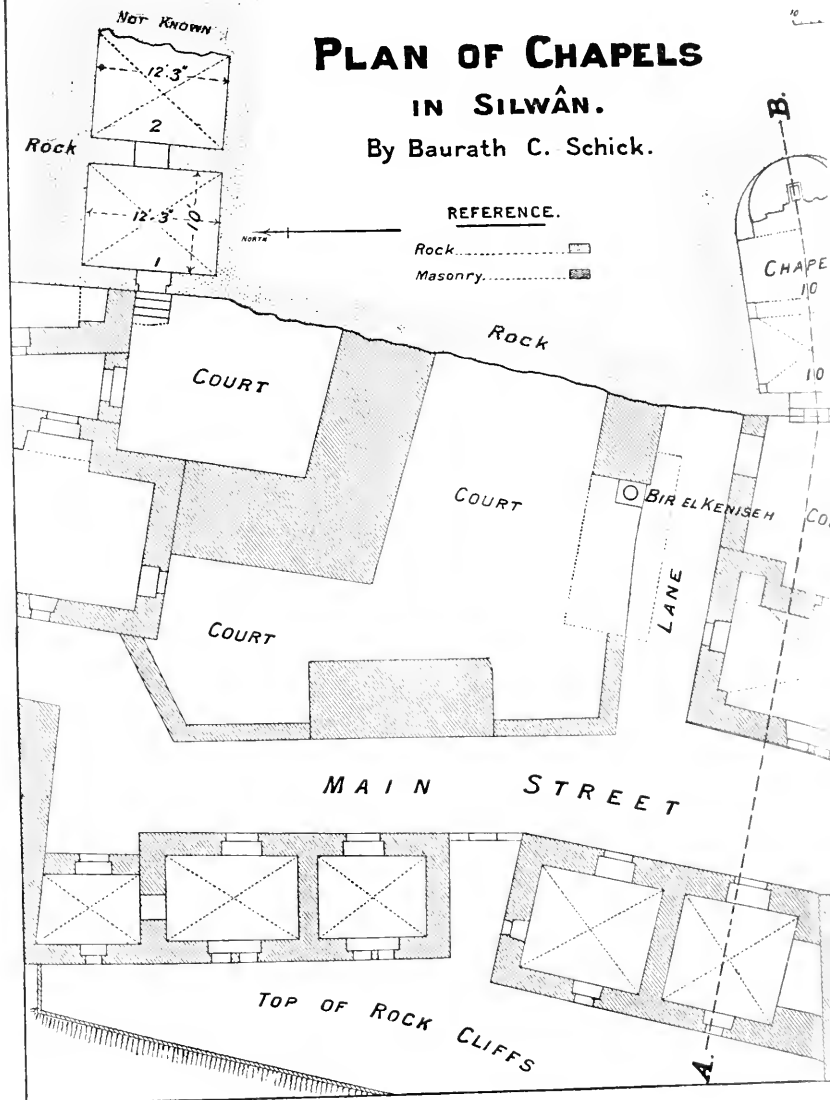 NOT KNOWN
PLAN OF CHAPELS
IN SILWÂN.
By Baurath C. Schick.
10
B.
12'·3"
2
Rock
12'·3"
10'
1
NORTH
REFERENCE.
Rock
Masonry
CHAPE
10
10
Rock
COURT
COURT
BIR EL KENISEH
CO
LANE
COURT
MAIN STREET
TOP OF ROCK CLIFFS
A.